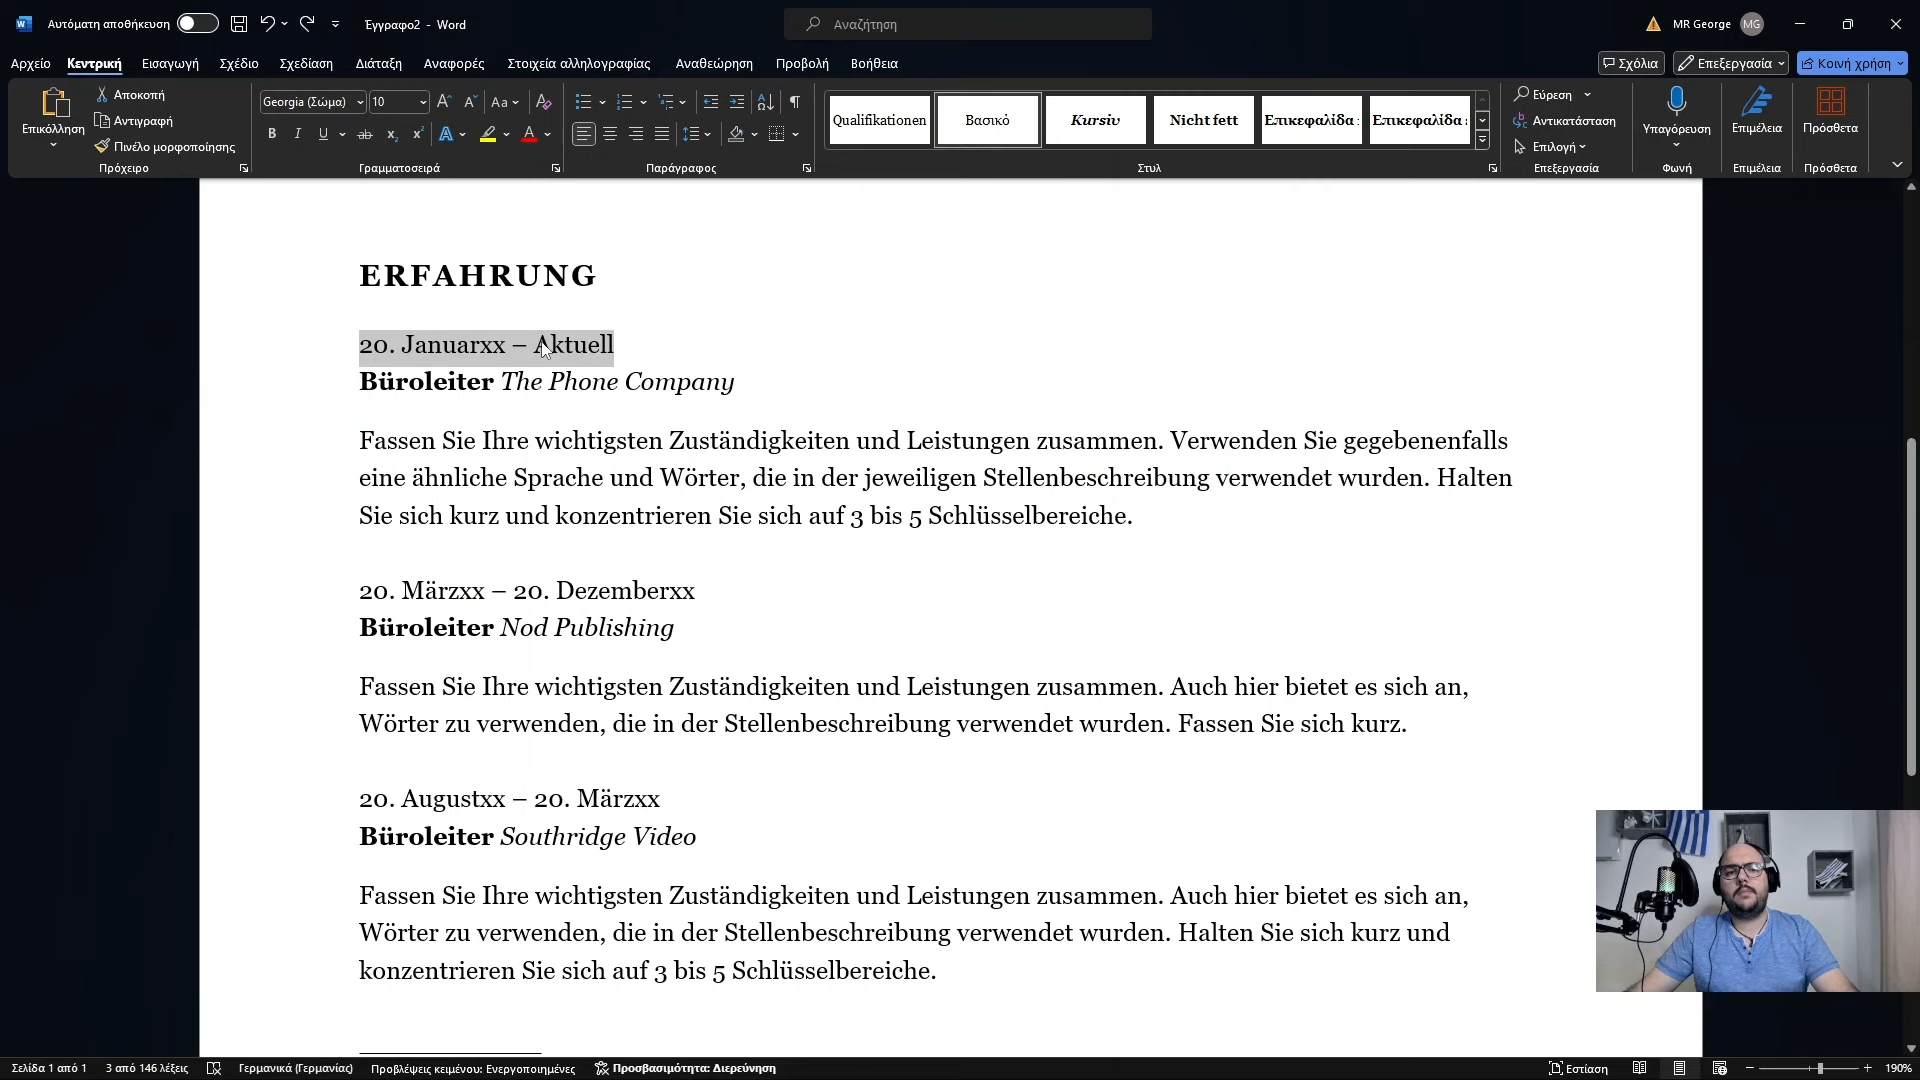 Αυτόματη αποθήκευση
Έγγραφο2 - Word
Αναζήτηση
MR George MG
Αρχείο Κεντρική Εισαγωγή Σχέδιο Σχεδίαση Διάταξη Αναφορές Στοιχεία αλληλογραφίας Αναθεώρηση Προβολή Βοήθεια
Σχόλια Επεξεργασία Κοινή χρήση
Επικόλληση
Αποκοπή
Αντιγραφή
Πινέλο μορφοποίησης
Πρόχειρο
Georgia (Σώμα) 10
Γραμματοσειρά
Παράγραφος
Qualifikationen Βασικό Kursiv Nicht fett Επικεφαλίδα Επικεφαλίδα
Στυλ
Εύρεση
Αντικατάσταση
Επιλογή
Επεξεργασία
Υπαγόρευση
Φωνή
Επιμέλεια
Επιμέλεια
Πρόσθετα
Πρόσθετα
ERFAHRUNG
20. Januarxx – Aktuell
Büroleiter The Phone Company
Fassen Sie Ihre wichtigsten Zuständigkeiten und Leistungen zusammen. Verwenden Sie gegebenenfalls
eine ähnliche Sprache und Wörter, die in der jeweiligen Stellenbeschreibung verwendet wurden. Halten
Sie sich kurz und konzentrieren Sie sich auf 3 bis 5 Schlüsselbereiche.
20. Märzxx – 20. Dezemberxx
Büroleiter Nod Publishing
Fassen Sie Ihre wichtigsten Zuständigkeiten und Leistungen zusammen. Auch hier bietet es sich an,
Wörter zu verwenden, die in der Stellenbeschreibung verwendet wurden. Fassen Sie sich kurz.
20. Augustxx – 20. Märzxx
Büroleiter Southridge Video
Fassen Sie Ihre wichtigsten Zuständigkeiten und Leistungen zusammen. Auch hier bietet es sich an,
Wörter zu verwenden, die in der Stellenbeschreibung verwendet wurden. Halten Sie sich kurz und
konzentrieren Sie sich auf 3 bis 5 Schlüsselbereiche.
Σελίδα 1 από 1 3 από 146 λέξεις Γερμανικά (Γερμανίας) Προβλέψεις κειμένου: Ενεργοποιημένες Προσβασιμότητα: Διερεύνηση
Εστίαση 190%